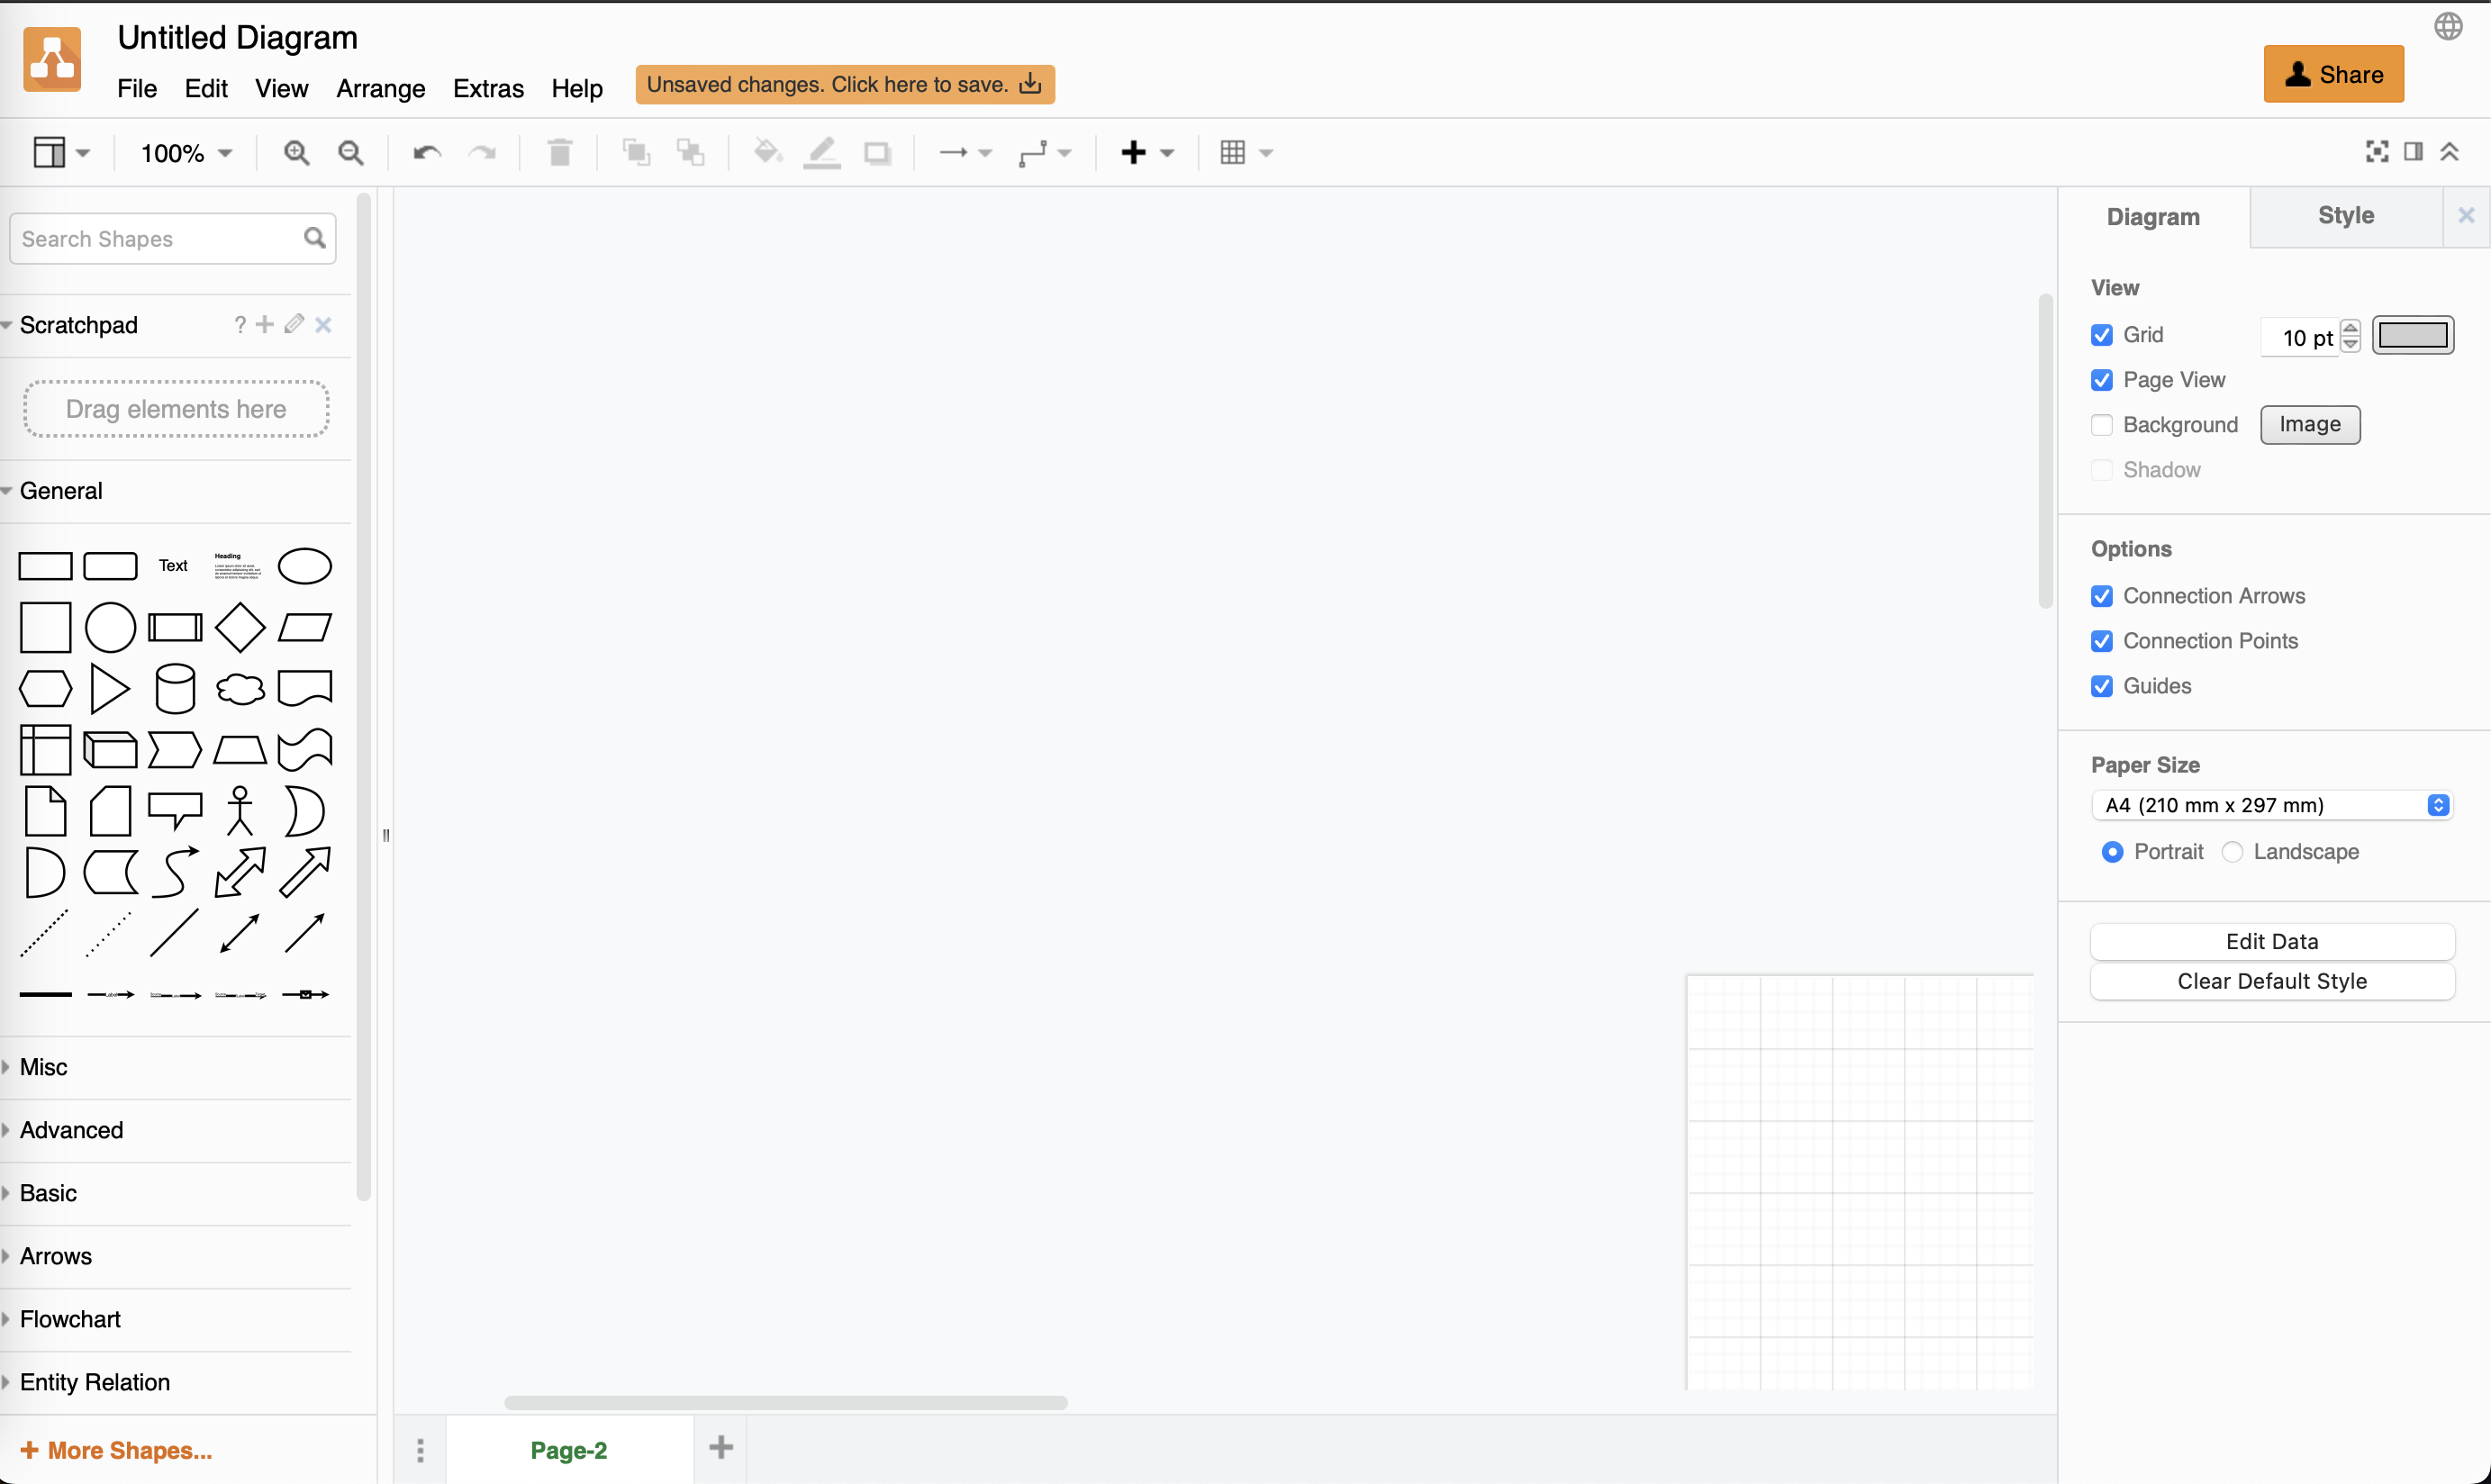 Untitled Diagram
File Edit View Arrange Extras Help Unsaved changes. Click here to save.
Share
100%
Search Shapes
Scratchpad ?
Drag elements here
General
Text
Heading
Misc
Advanced
Basic
Arrows
Flowchart
Entity Relation
+ More Shapes...
Page-2
Diagram Style
View
Grid 10 pt
Page View
Background Image
Shadow
Options
Connection Arrows
Connection Points
Guides
Paper Size
A4 (210 mm x 297 mm)
Portrait Landscape
Edit Data
Clear Default Style